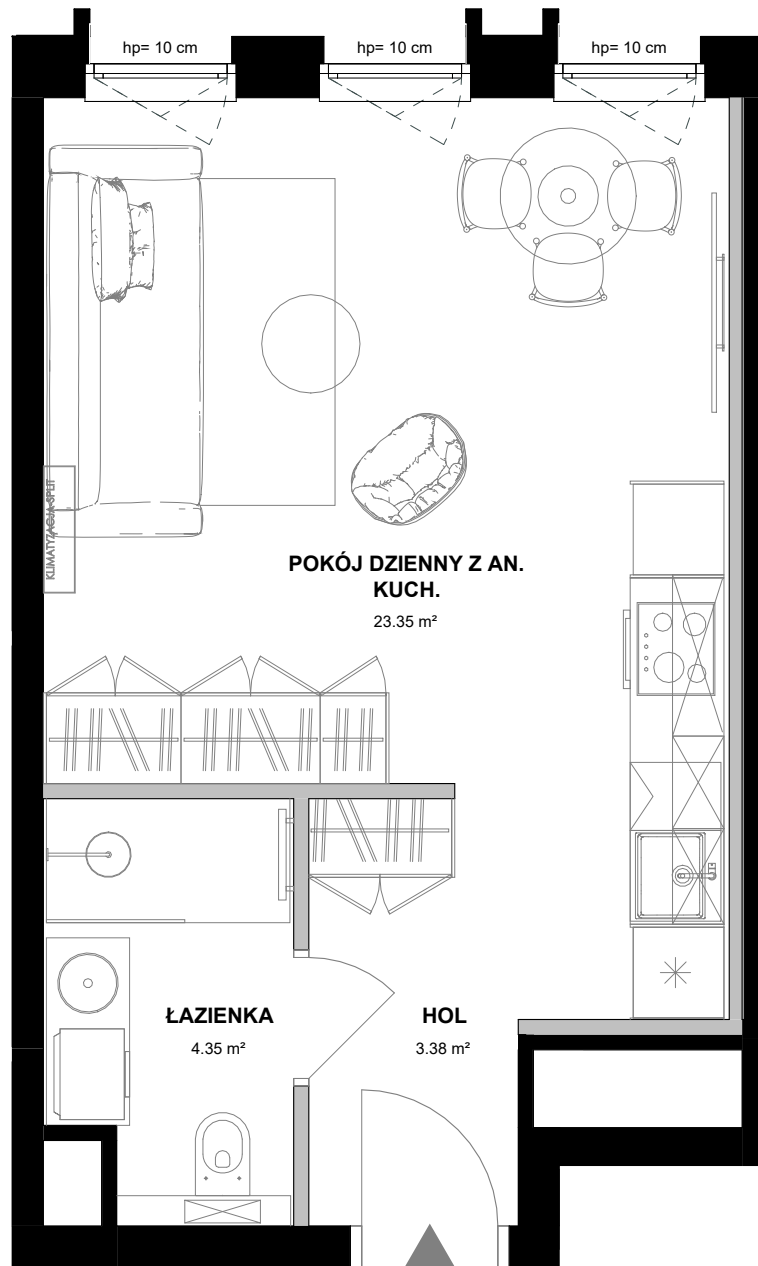 hp= 10 cm
hp= 10 cm
hp= 10 cm
KLIMATYZACJA-SPLIT
POKÓJ DZIENNY Z AN.
KUCH.
23.35 m²
ŁAZIENKA
4.35 m²
HOL
3.38 m²